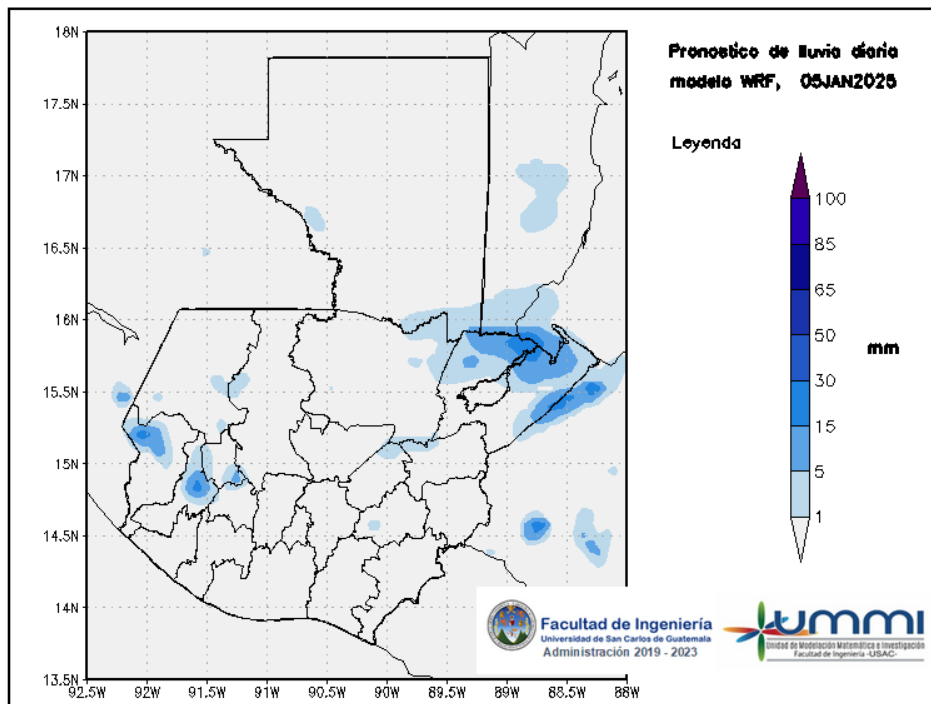 Pronostico de lluvia diaria
modelo WRF, 05JAN2025
Leyenda
100
85
65
50
30
15
5
1
mm
18N
17.5N
17N
16.5N
16N
15.5N
15N
14.5N
14N
13.5N
92.5W
92W
91.5W
91W
90.5W
90W
89.5W
89W
88.5W
88W
Facultad de Ingeniería
Universidad de San Carlos de Guatemala
Administración 2019 - 2023
ummi
Unidad de Modelación Matemática e Investigación
Facultad de Ingeniería -USAC-